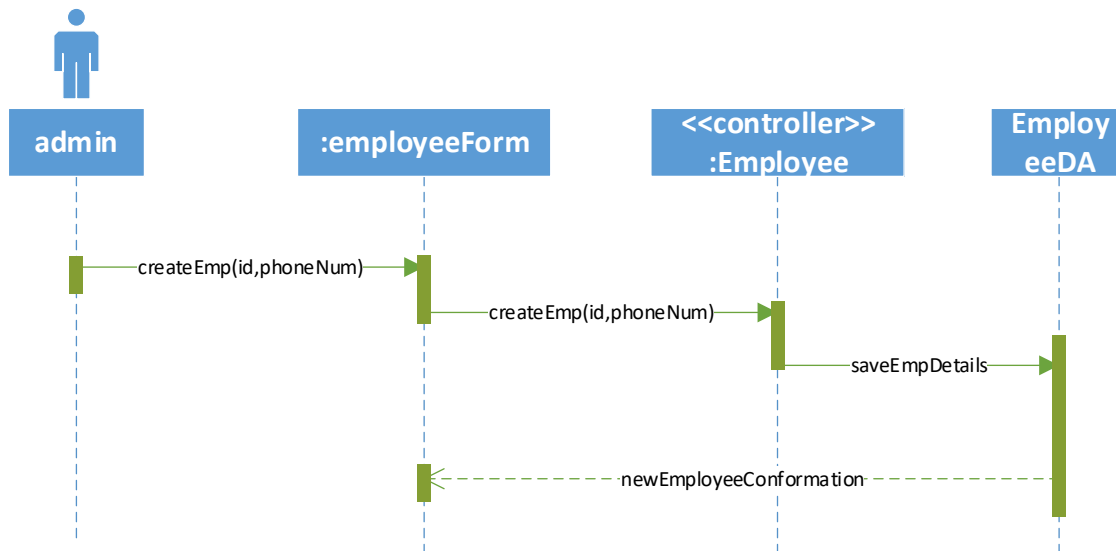 admin
:employeeForm
<<controller>>
:Employee
Employ
eeDA
createEmp(id,phoneNum)
createEmp(id,phoneNum)
saveEmpDetails
newEmployeeConformation